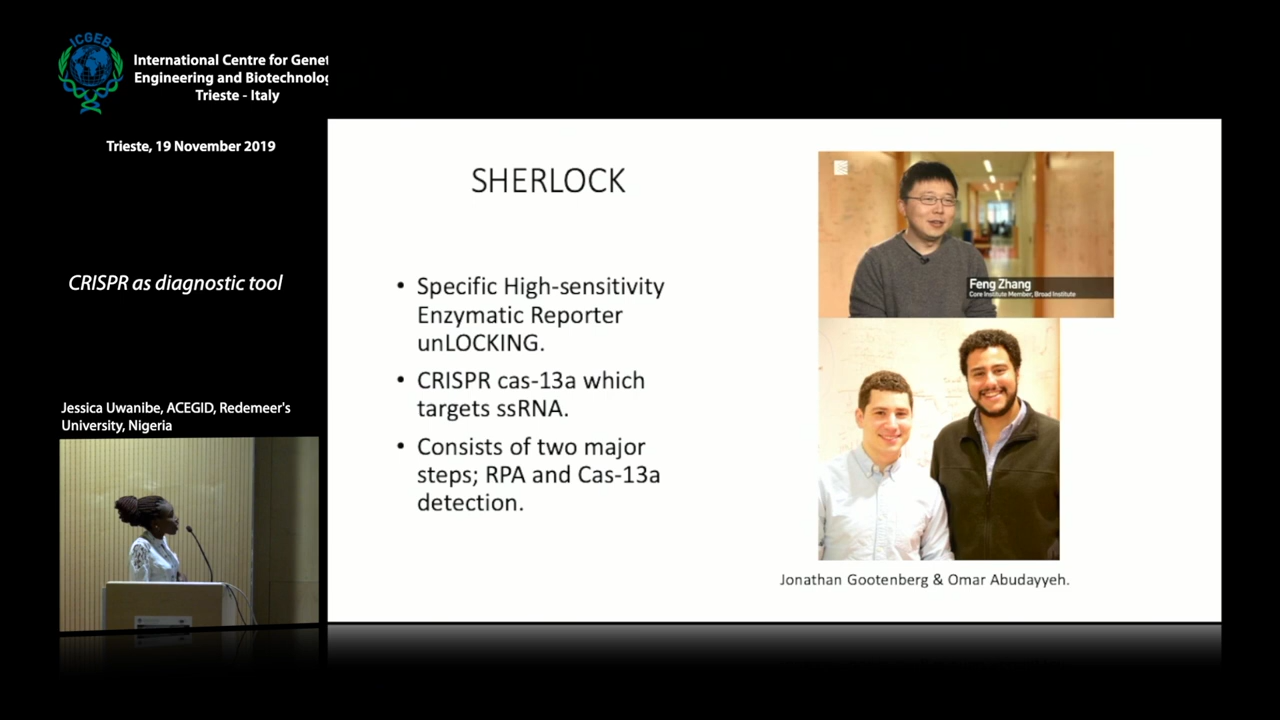 ICGEB
International Centre for Genet
Engineering and Biotechnolog
Trieste - Italy
Trieste, 19 November 2019
CRISPR as diagnostic tool
Jessica Uwanibe, ACEGID, Redemeer's
University, Nigeria
SHERLOCK
• Specific High-sensitivity
Enzymatic Reporter
unLOCKING.
• CRISPR cas-13a which
targets ssRNA.
• Consists of two major
steps; RPA and Cas-13a
detection.
Feng Zhang
Core Institute Member, Broad Institute
Jonathan Gootenberg & Omar Abudayyeh.